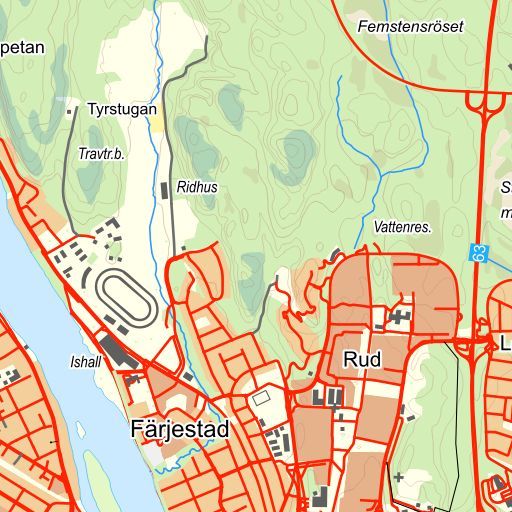 Femstensröset
petan
Tyrstugan
Travtr.b.
Ridhus
S
m
Vattenres.
63
Ishall
Rud
L
Färjestad